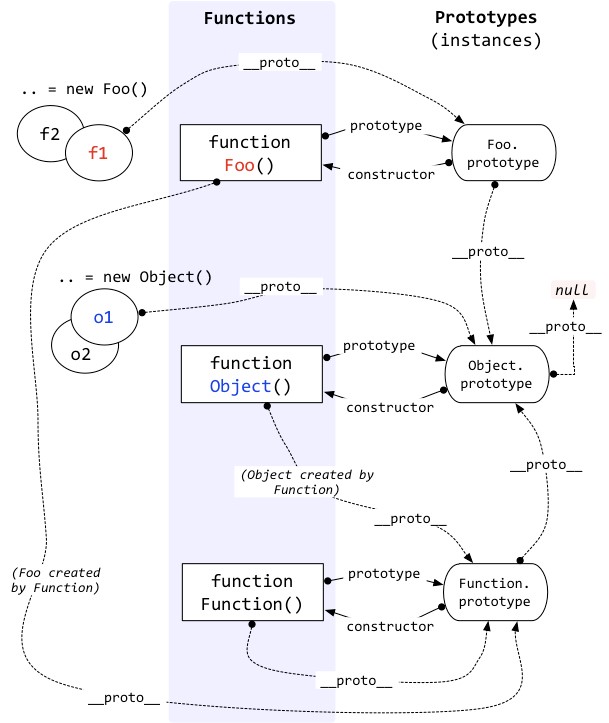 Functions
Prototypes
(instances)
__proto__
.. = new Foo()
f2
f1
function
Foo()
prototype
constructor
Foo.
prototype
__proto__
.. = new Object()
__proto__
null
__proto__
o1
o2
function
Object()
prototype
constructor
Object.
prototype
(Object created by
Function)
__proto__
__proto__
(Foo created
by Function)
function
Function()
prototype
constructor
Function.
prototype
__proto__
__proto__